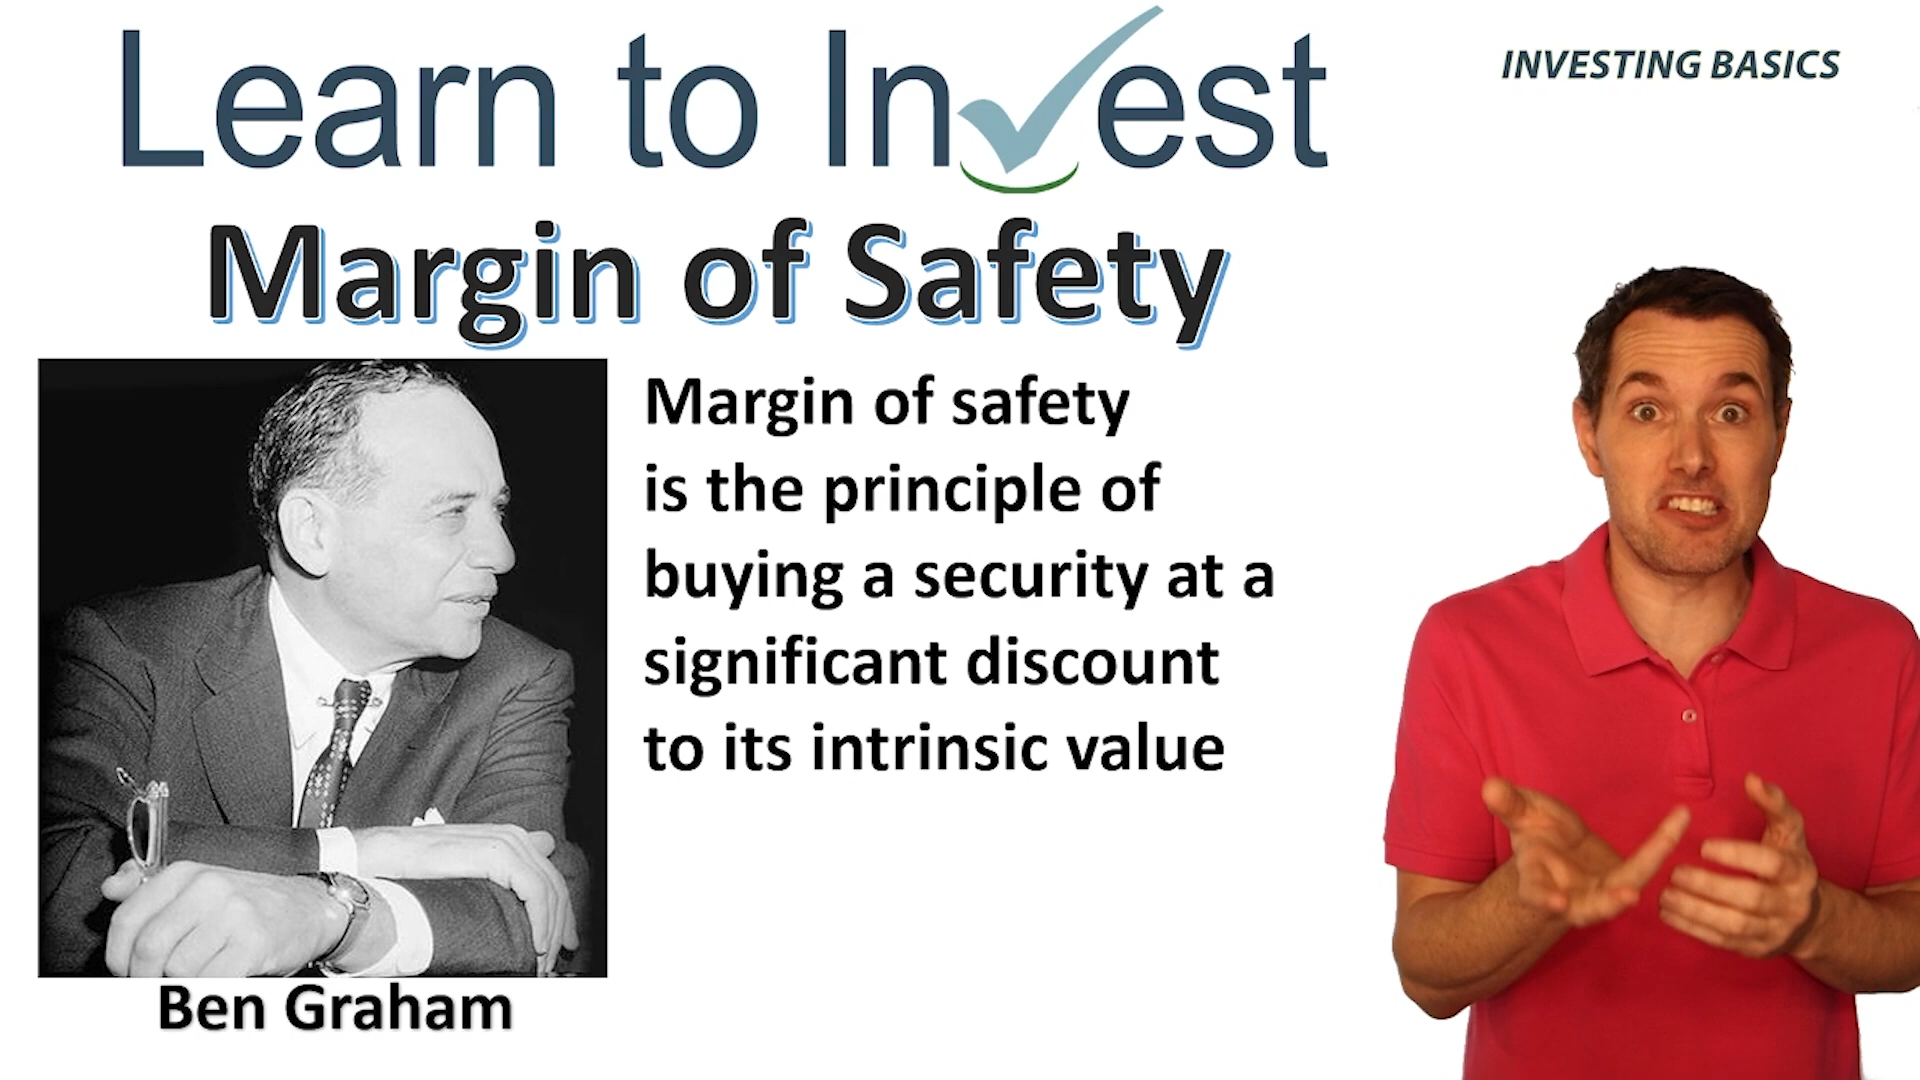 Learn to Invest
INVESTING BASICS
Margin of Safety
Margin of safety
is the principle of
buying a security at a
significant discount
to its intrinsic value
Ben Graham